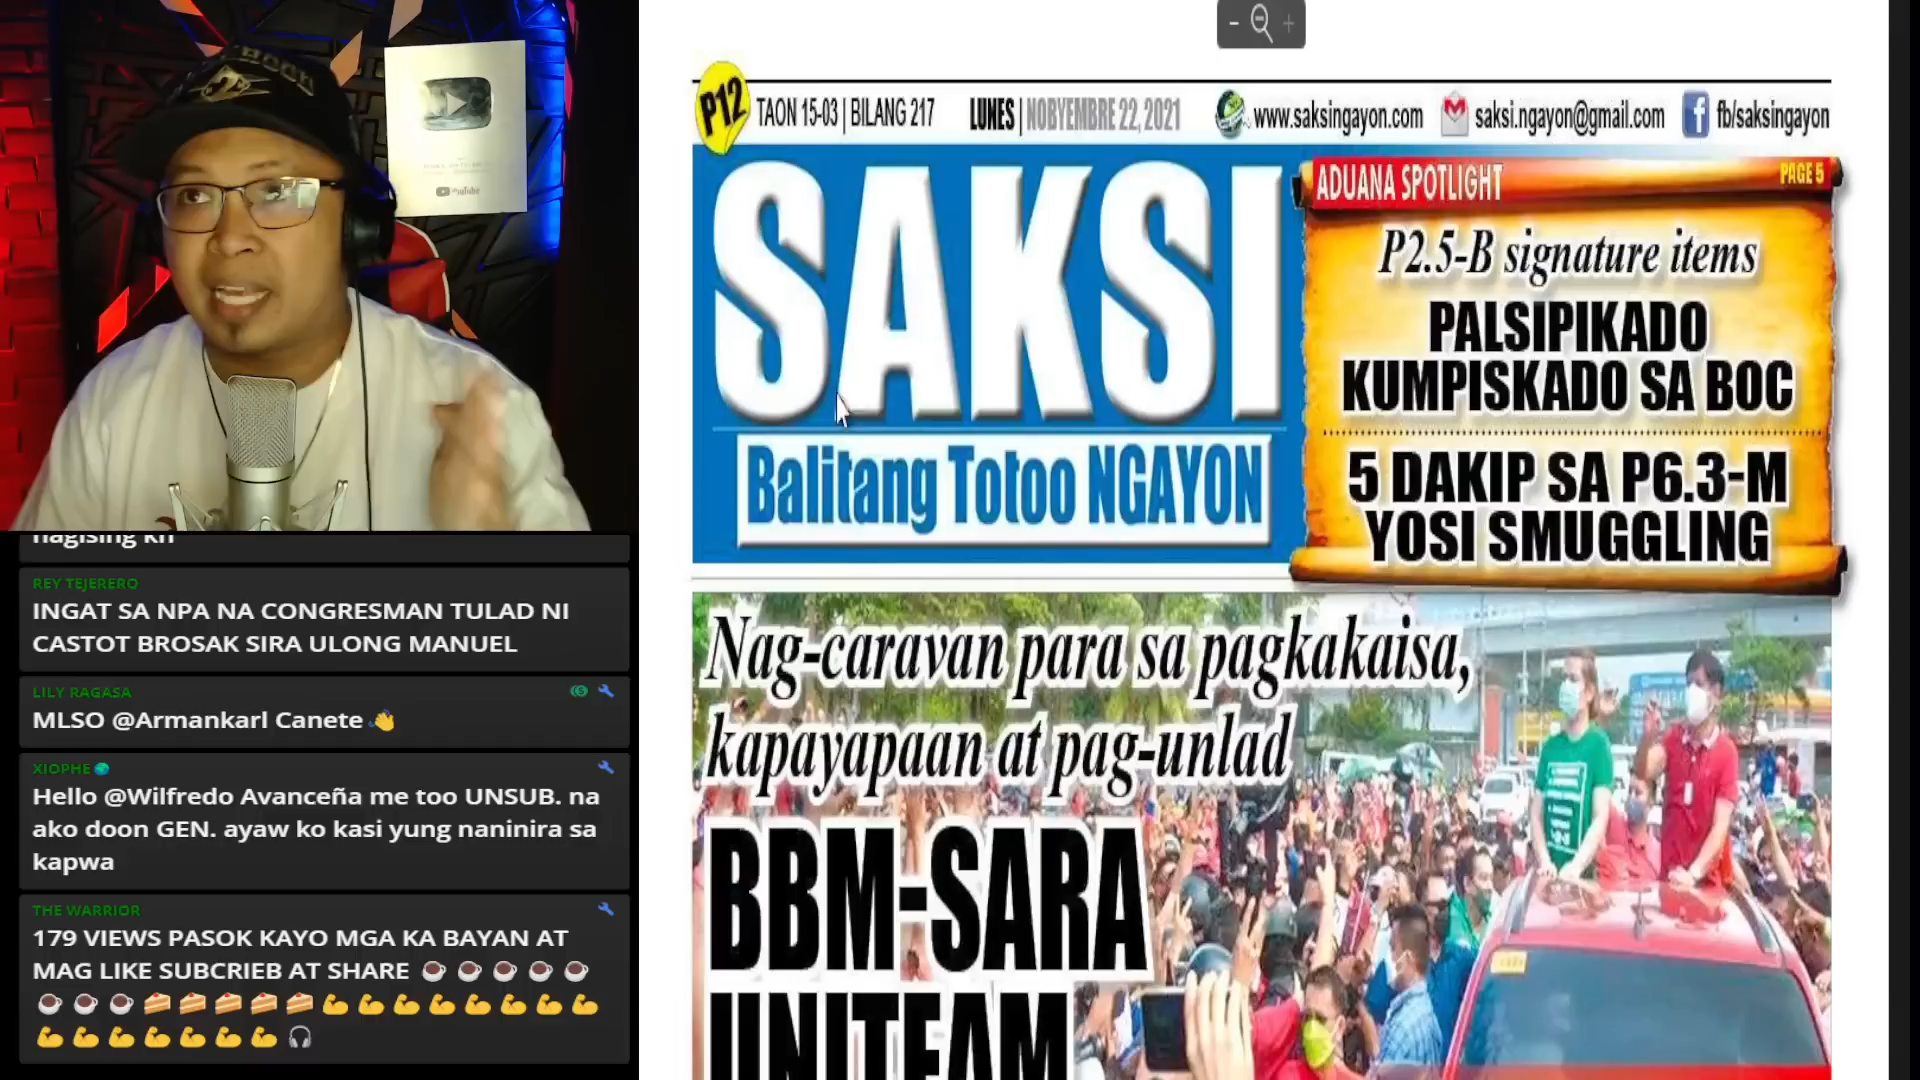 YouTube
nagising kn
REY TEJERERO
INGAT SA NPA NA CONGRESMAN TULAD NI
CASTOT BROSAK SIRA ULONG MANUEL
LILY RAGASA
MLSO @Armankarl Canete
XIOPHE
Hello @Wilfredo Avanceña me too UNSUB. na
ako doon GEN. ayaw ko kasi yung naninira sa
kapwa
THE WARRIOR
179 VIEWS PASOK KAYO MGA KA BAYAN AT
MAG LIKE SUBCRIEB AT SHARE
P12
TAON 15-03 | BILANG 217
LUNES | NOBYEMBRE 22, 2021
www.saksingayon.com
saksi.ngayon@gmail.com
fb/saksingayon
SAKSI
Balitang Totoo NGAYON
ADUANA SPOTLIGHT
PAGE 5
P2.5-B signature items
PALSIPIKADO
KUMPISKADO SA BOC
5 DAKIP SA P6.3-M
YOSI SMUGGLING
Nag-caravan para sa pagkakaisa,
kapayapaan at pag-unlad
BBM-SARA
UNITEAM